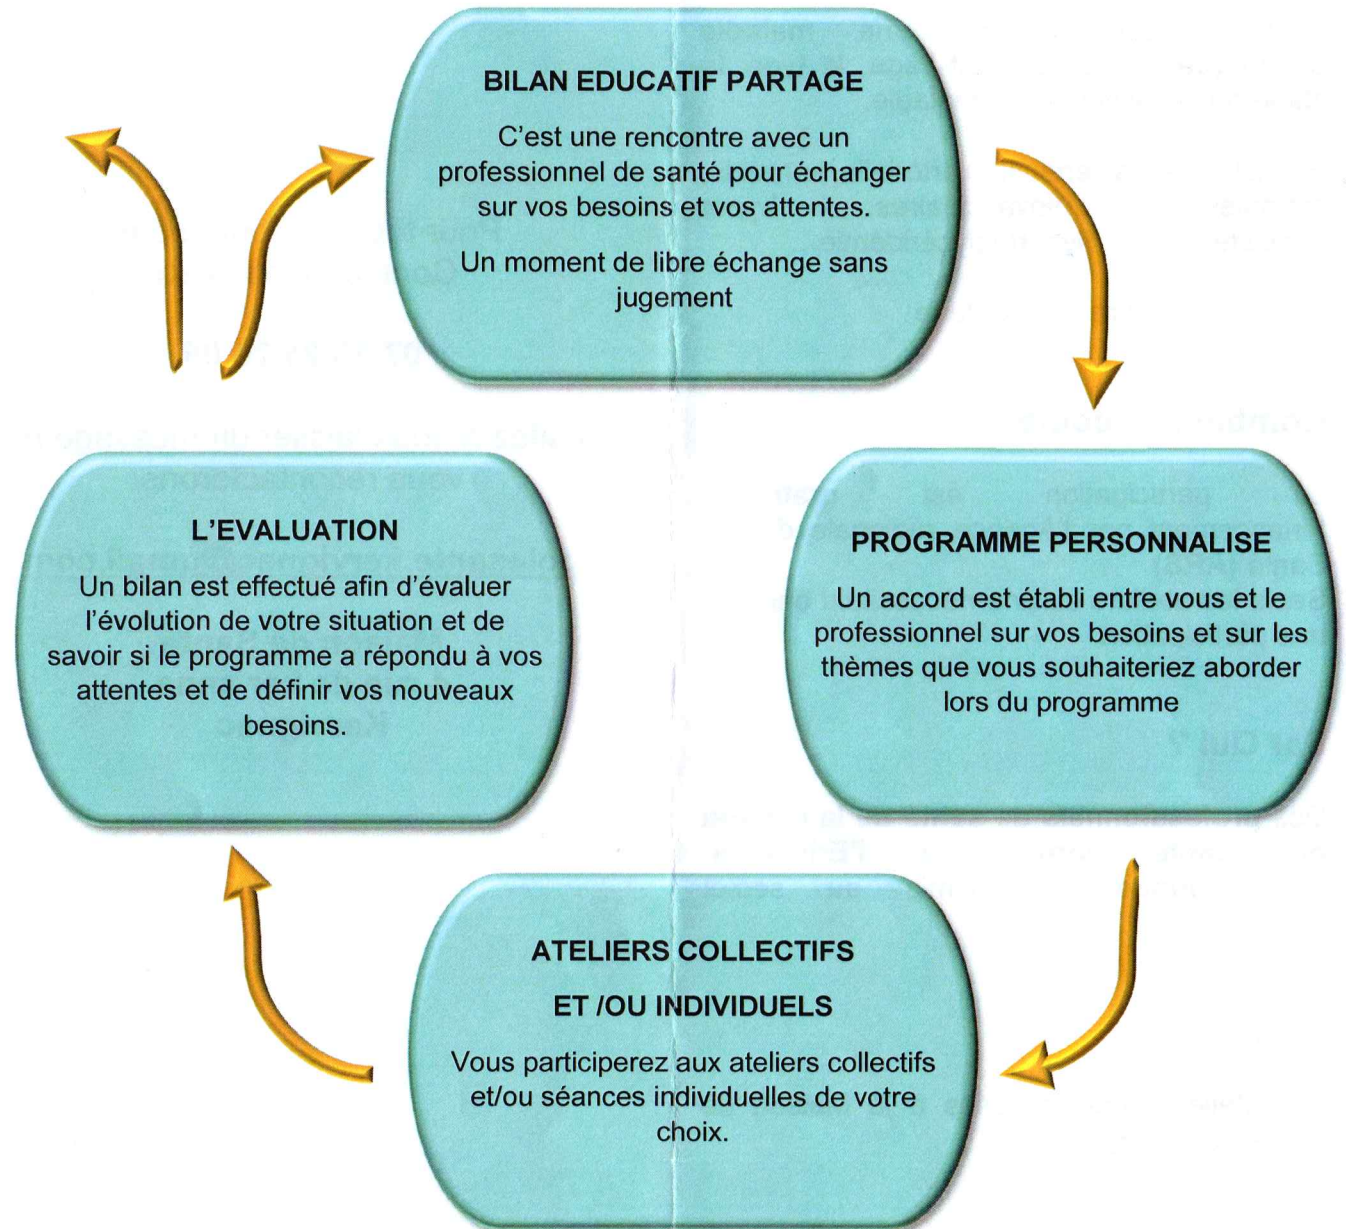 BILAN EDUCATIF PARTAGE
C'est une rencontre avec un
professionnel de santé pour échanger
sur vos besoins et vos attentes.
Un moment de libre échange sans
jugement
PROGRAMME PERSONNALISE
Un accord est établi entre vous et le
professionnel sur vos besoins et sur les
thèmes que vous souhaiteriez aborder
lors du programme
ATELIERS COLLECTIFS
ET /OU INDIVIDUELS
Vous participerez aux ateliers collectifs
et/ou séances individuelles de votre
choix.
L'EVALUATION
Un bilan est effectué afin d'évaluer
l'évolution de votre situation et de
savoir si le programme a répondu à vos
attentes et de définir vos nouveaux
besoins.